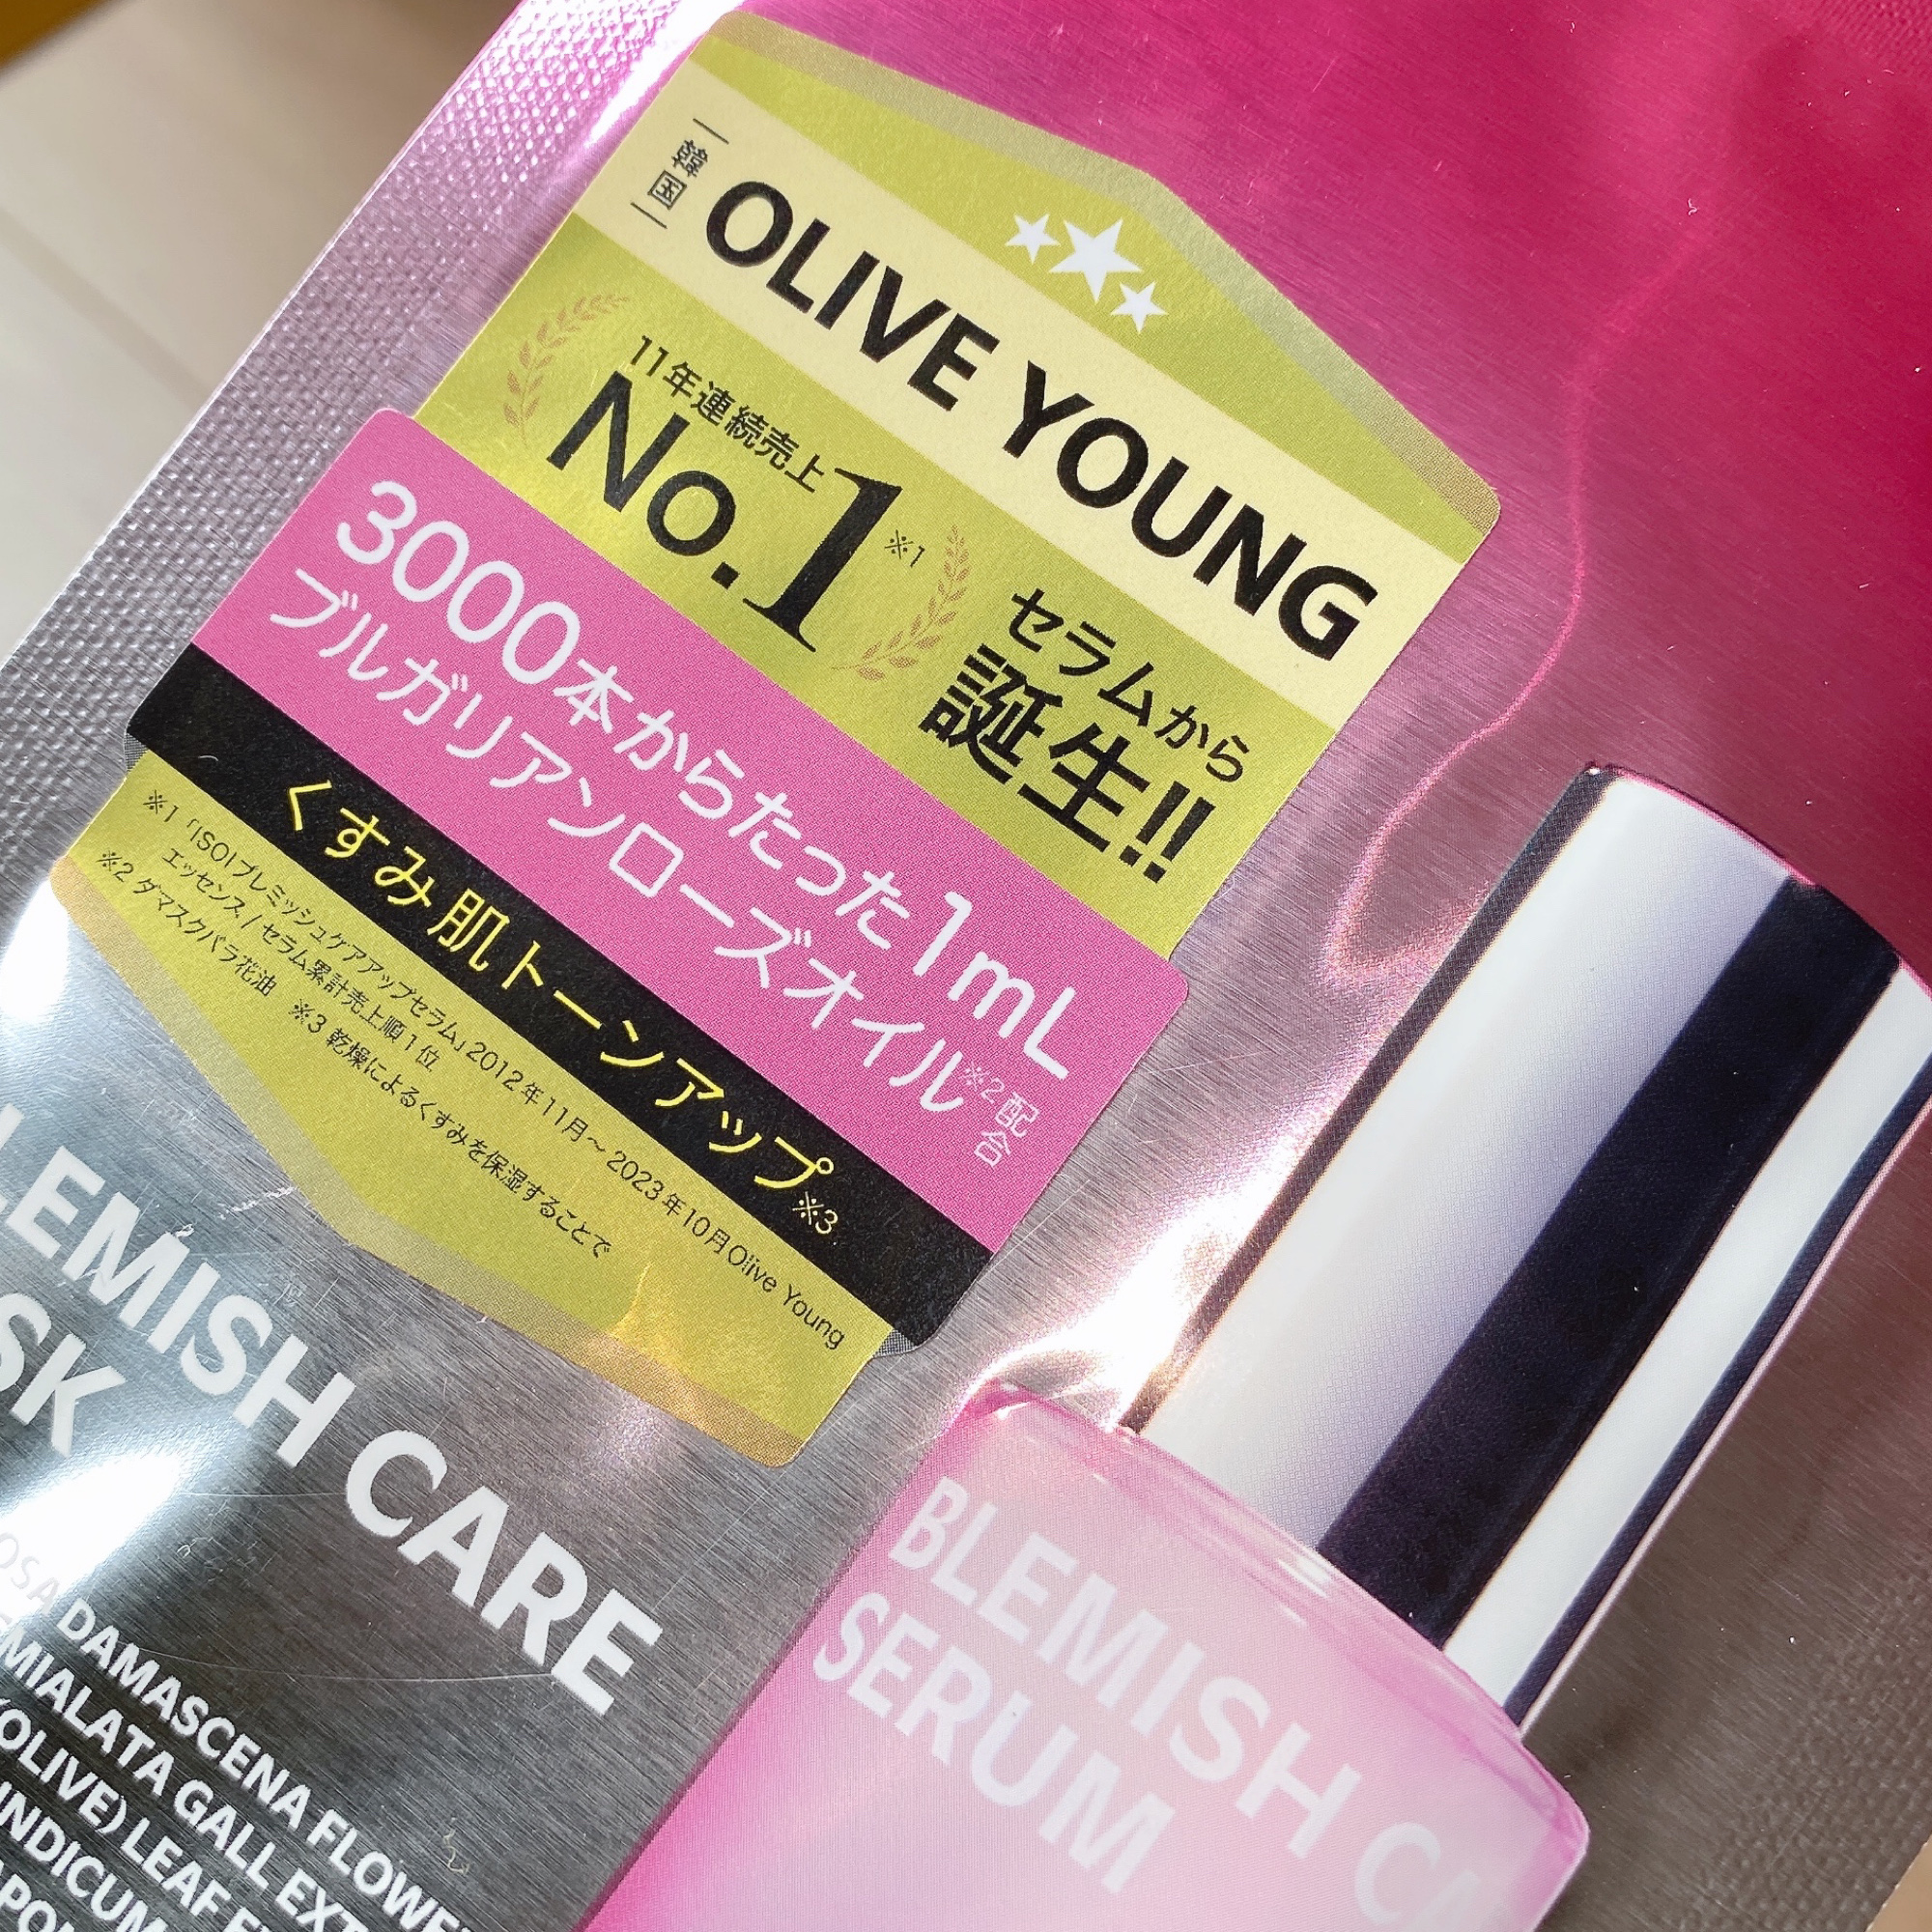 韓国
OLIVE YOUNG
11年連続売上
No.1※1
セラムから
誕生!!
3000本からたった1mL
ブルガリアンローズオイル※2配合
くすみ肌トーンアップ※3
※1「ISOIブレミッシュケアアップセラム」2012年11月～2023年10月Olive Young
エッセンス/セラム累計売上順1位
※2 ダマスクバラ花油 ※3 乾燥によるくすみを保湿することで
LEMISH CARE
SK
OSA DAMASCENA FLOWE
EMIALATA GALL EXT
(OLIVE) LEAF E
INDICUM
BLEMISH CA
SERUM